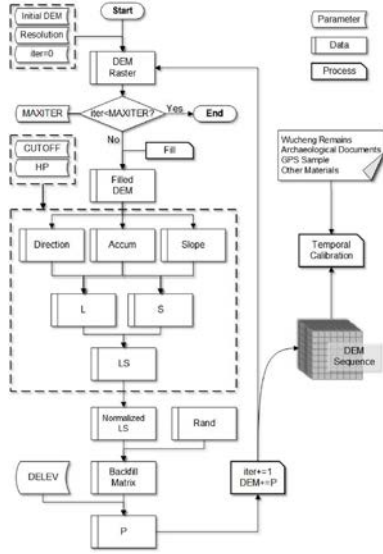 Initial DEM
Resolution
iter=0
Start
Parameter
Data
Process
DEM
Raster
MAXITER
iter<MAXITER?
Yes
End
No
Fill
CUTOFF
HP
Filled
DEM
Wucheng Remains
Archaeological Documents
GPS Sample
Other Materials
Direction
Accum
Slope
Temporal
Calibration
L
S
DEM
Sequence
LS
Normalized
LS
Rand
Backfill
Matrix
DELEV
iter+=1
DEM+=P
P